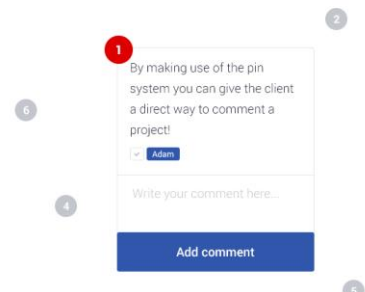 2
1
By making use of the pin
system you can give the client
a direct way to comment a
project!
Adam
6
Write your comment here...
4
Add comment
5